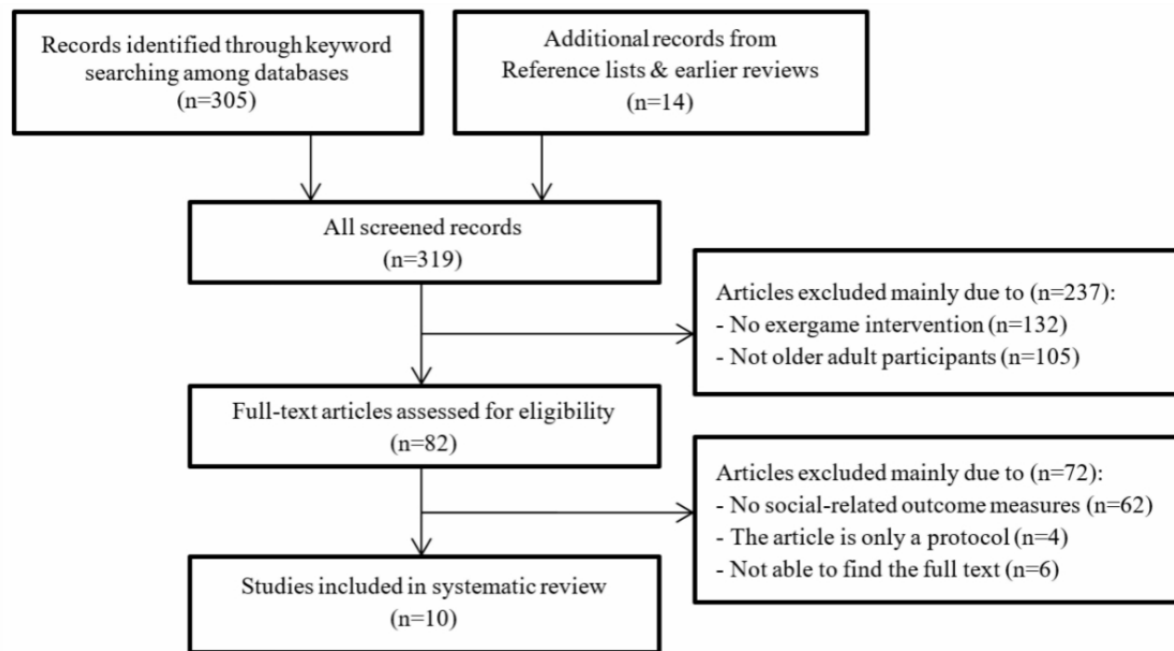 Records identified through keyword
searching among databases
(n=305)
Additional records from
Reference lists & earlier reviews
(n=14)
All screened records
(n=319)
Articles excluded mainly due to (n=237):
- No exergame intervention (n=132)
- Not older adult participants (n=105)
Full-text articles assessed for eligibility
(n=82)
Articles excluded mainly due to (n=72):
- No social-related outcome measures (n=62)
- The article is only a protocol (n=4)
- Not able to find the full text (n=6)
Studies included in systematic review
(n=10)